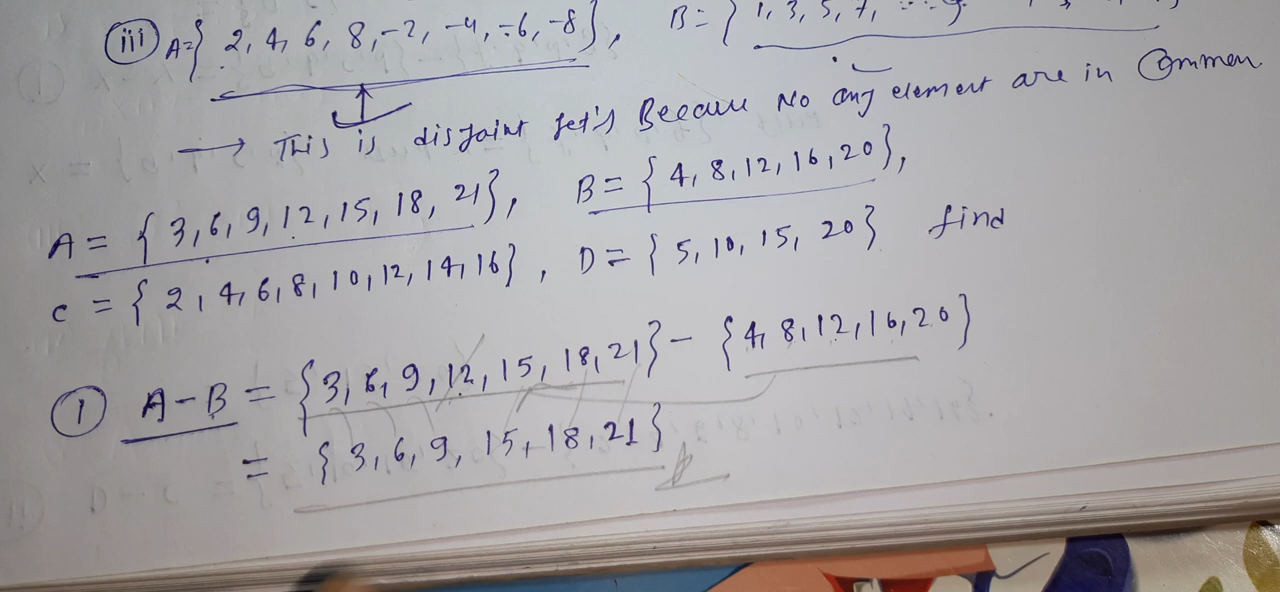 (iii) A={ 2, 4, 6, 8, -2, -4, -6, -8}, B= { 1, 3, 5, 7,
→ This is disjoint set's Because No any element are in Common
A = { 3, 6, 9, 12, 15, 18, 21}, B= { 4, 8, 12, 16, 20},
C = { 2, 4, 6, 8, 10, 12, 14, 16}, D= { 5, 10, 15, 20} find
(1) A-B = {3, 6, 9, 12, 15, 18, 21} - {4, 8, 12, 16, 20}
= {3, 6, 9, 15, 18, 21}